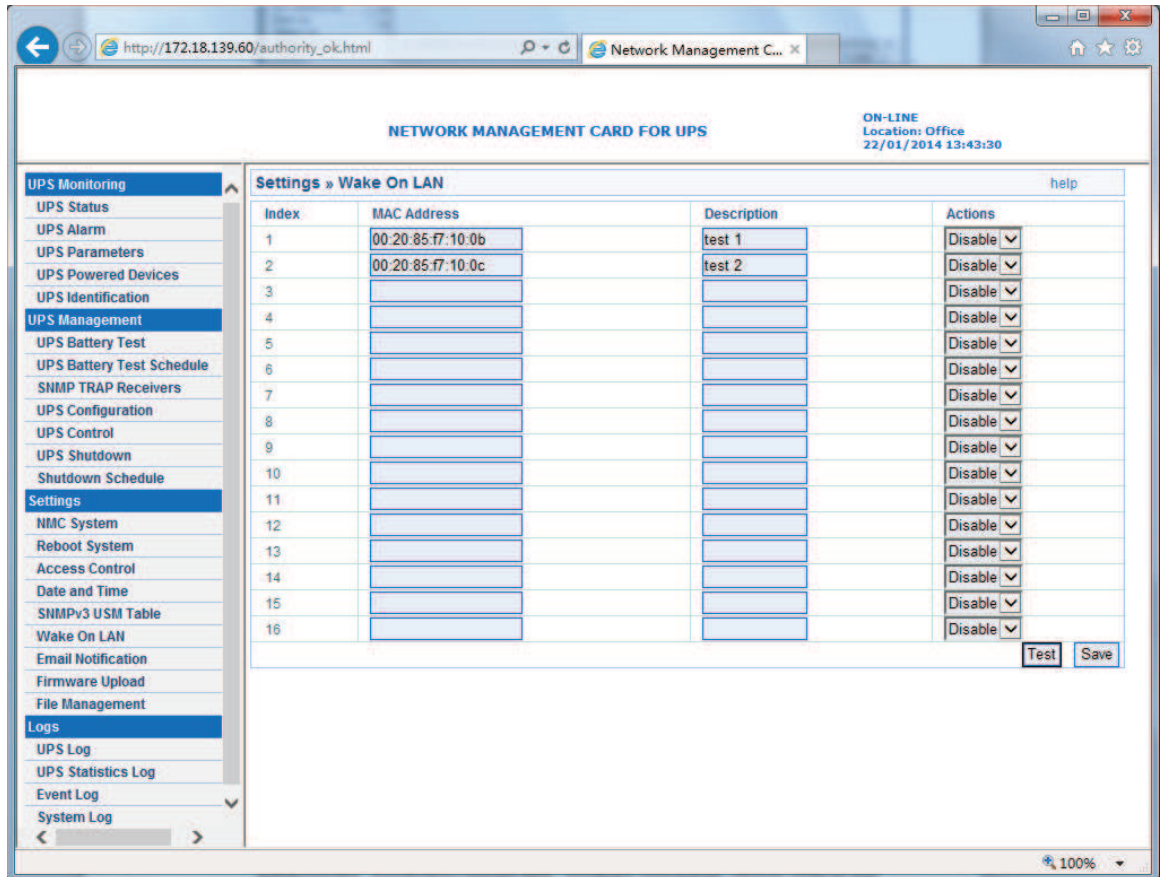 http://172.18.139.60/authority_ok.html
Network Management C...
NETWORK MANAGEMENT CARD FOR UPS
ON-LINE
Location: Office
22/01/2014 13:43:30
UPS Monitoring
UPS Status
UPS Alarm
UPS Parameters
UPS Powered Devices
UPS Identification
UPS Management
UPS Battery Test
UPS Battery Test Schedule
SNMP TRAP Receivers
UPS Configuration
UPS Control
UPS Shutdown
Shutdown Schedule
Settings
NMC System
Reboot System
Access Control
Date and Time
SNMPv3 USM Table
Wake On LAN
Email Notification
Firmware Upload
File Management
Logs
UPS Log
UPS Statistics Log
Event Log
System Log
Settings » Wake On LAN help
Index MAC Address Description Actions
1 00:20:85:f7:10:0b test 1 Disable
2 00:20:85:f7:10:0c test 2 Disable
3 Disable
4 Disable
5 Disable
6 Disable
7 Disable
8 Disable
9 Disable
10 Disable
11 Disable
12 Disable
13 Disable
14 Disable
15 Disable
16 Disable
Test Save
100%